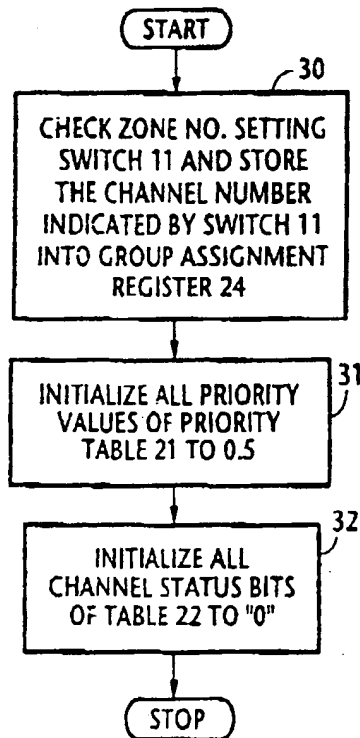 START
30
CHECK ZONE NO. SETTING
SWITCH 11 AND STORE
THE CHANNEL NUMBER
INDICATED BY SWITCH 11
INTO GROUP ASSIGNMENT
REGISTER 24
31
INITIALIZE ALL PRIORITY
VALUES OF PRIORITY
TABLE 21 TO 0.5
32
INITIALIZE ALL
CHANNEL STATUS BITS
OF TABLE 22 TO "0"
STOP